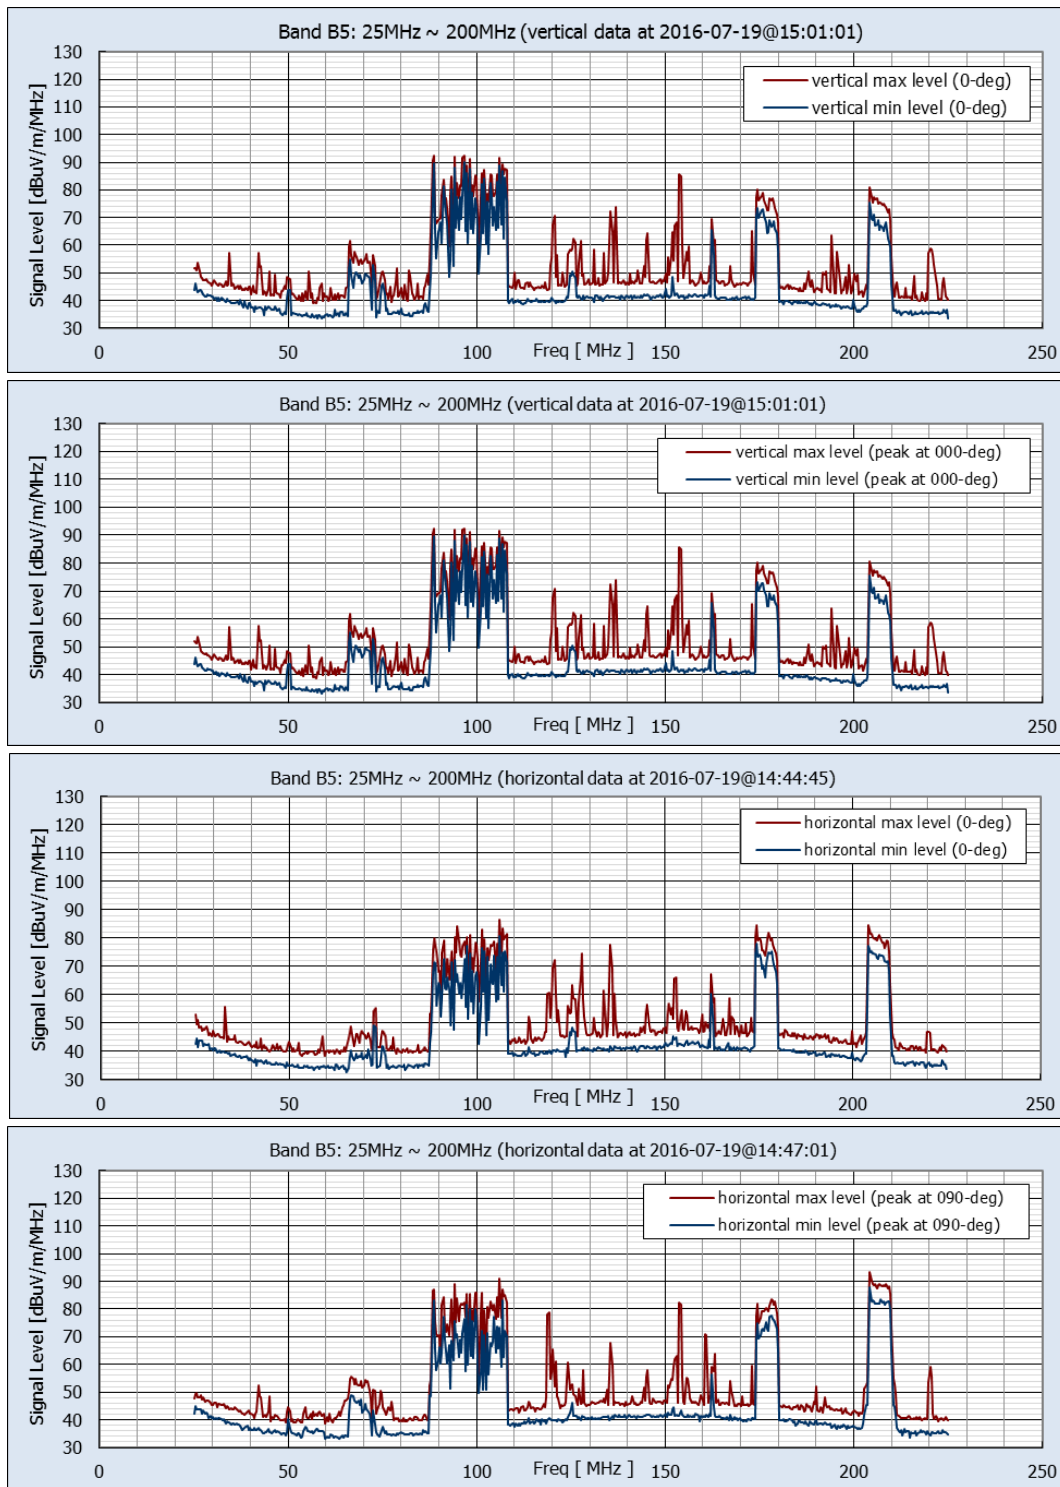 Band B5: 25MHz ~ 200MHz (vertical data at 2016-07-19@15:01:01)
Signal Level [dBuV/m/MHz]
130
120
110
100
90
80
70
60
50
40
30
vertical max level (0-deg)
vertical min level (0-deg)
0 50 100 150 200 250
Freq [ MHz ]
Band B5: 25MHz ~ 200MHz (vertical data at 2016-07-19@15:01:01)
Signal Level [dBuV/m/MHz]
130
120
110
100
90
80
70
60
50
40
30
vertical max level (peak at 000-deg)
vertical min level (peak at 000-deg)
0 50 100 150 200 250
Freq [ MHz ]
Band B5: 25MHz ~ 200MHz (horizontal data at 2016-07-19@14:44:45)
Signal Level [dBuV/m/MHz]
130
120
110
100
90
80
70
60
50
40
30
horizontal max level (0-deg)
horizontal min level (0-deg)
0 50 100 150 200 250
Freq [ MHz ]
Band B5: 25MHz ~ 200MHz (horizontal data at 2016-07-19@14:47:01)
Signal Level [dBuV/m/MHz]
130
120
110
100
90
80
70
60
50
40
30
horizontal max level (peak at 090-deg)
horizontal min level (peak at 090-deg)
0 50 100 150 200 250
Freq [ MHz ]